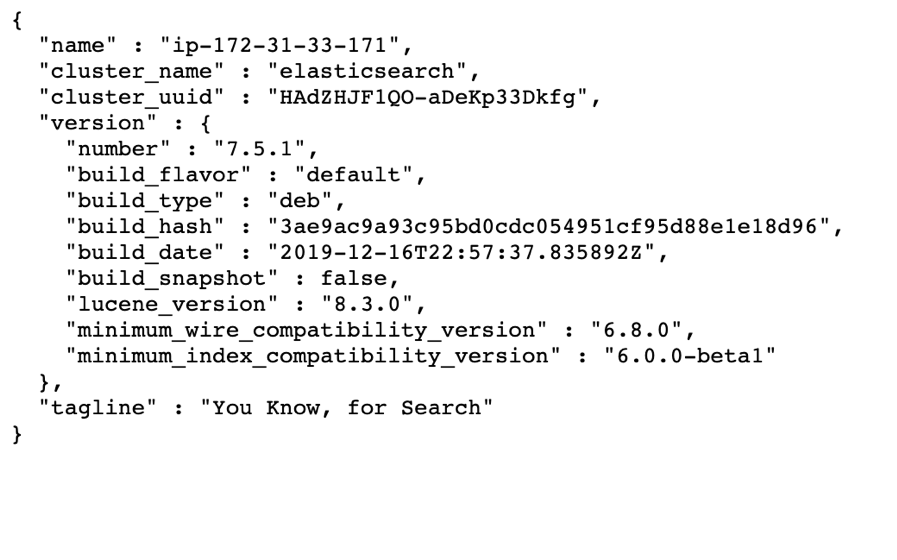 {
  "name" : "ip-172-31-33-171",
  "cluster_name" : "elasticsearch",
  "cluster_uuid" : "HAdZHJF1QO-aDeKp33Dkfg",
  "version" : {
    "number" : "7.5.1",
    "build_flavor" : "default",
    "build_type" : "deb",
    "build_hash" : "3ae9ac9a93c95bd0cdc054951cf95d88e1e18d96",
    "build_date" : "2019-12-16T22:57:37.835892Z",
    "build_snapshot" : false,
    "lucene_version" : "8.3.0",
    "minimum_wire_compatibility_version" : "6.8.0",
    "minimum_index_compatibility_version" : "6.0.0-beta1"
  },
  "tagline" : "You Know, for Search"
}